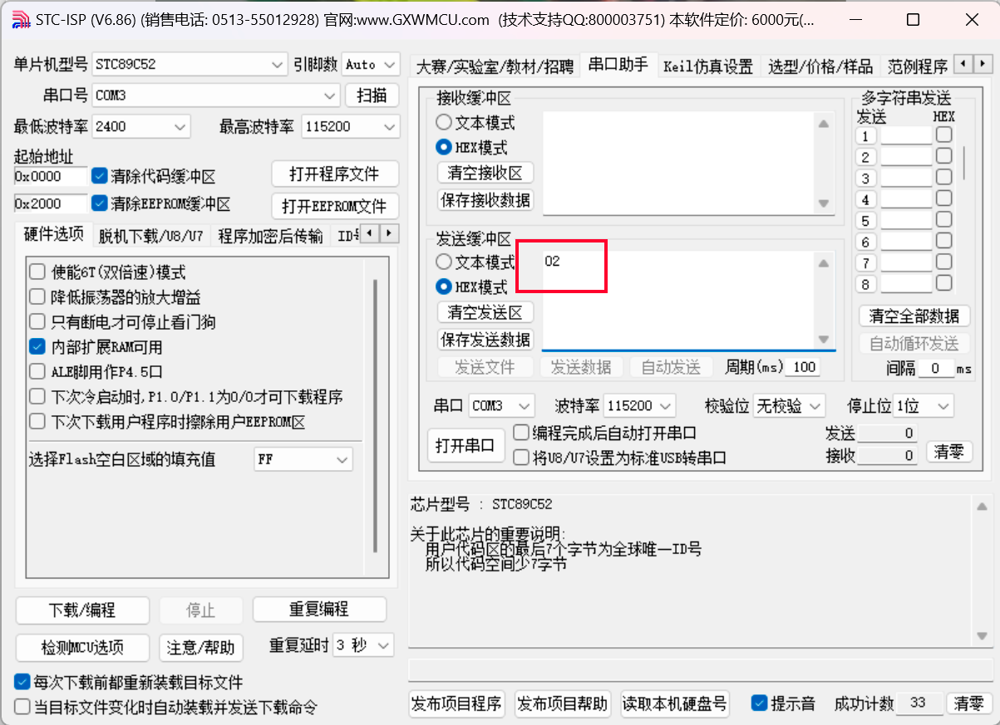 STC-ISP (V6.86) (销售电话: 0513-55012928) 官网:www.GXWMCU.com (技术支持QQ:800003751) 本软件定价: 6000元(...
单片机型号 STC89C52 引脚数 Auto
串口号 COM3 扫描
最低波特率 2400 最高波特率 115200
起始地址
0x0000 清除代码缓冲区 打开程序文件
0x2000 清除EEPROM缓冲区 打开EEPROM文件
硬件选项 脱机下载/U8/U7 程序加密后传输 ID号
使能6T(双倍速)模式
降低振荡器的放大增益
只有断电才可停止看门狗
内部扩展RAM可用
ALE脚用作P4.5口
下次冷启动时,P1.0/P1.1为0/0才可下载程序
下次下载用户程序时擦除用户EEPROM区
选择Flash空白区域的填充值 FF
下载/编程 停止 重复编程
检测MCU选项 注意/帮助 重复延时 3 秒
每次下载前都重新装载目标文件
当目标文件变化时自动装载并发送下载命令
大赛/实验室/教材/招聘 串口助手 Keil仿真设置 选型/价格/样品 范例程序
接收缓冲区
文本模式
HEX模式
清空接收区
保存接收数据
发送缓冲区
文本模式 02
HEX模式
清空发送区
保存发送数据
发送文件 发送数据 自动发送 周期(ms) 100
多字符串发送
发送 HEX
1
2
3
4
5
6
7
8
清空全部数据
自动循环发送
间隔 0 ms
串口 COM3 波特率 115200 校验位 无校验 停止位 1位
打开串口 编程完成后自动打开串口 发送 0
将U8/U7设置为标准USB转串口 接收 0 清零
芯片型号 : STC89C52
关于此芯片的重要说明:
用户代码区的最后7个字节为全球唯一ID号
所以代码空间少7字节
发布项目程序 发布项目帮助 读取本机硬盘号 提示音 成功计数 33 清零